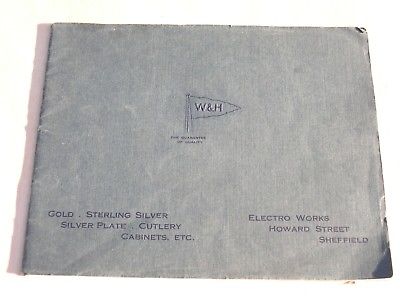 W&H
THE GUARANTEE
OF QUALITY
GOLD . STERLING SILVER
SILVER PLATE . CUTLERY
CABINETS, ETC.
ELECTRO WORKS
HOWARD STREET
SHEFFIELD